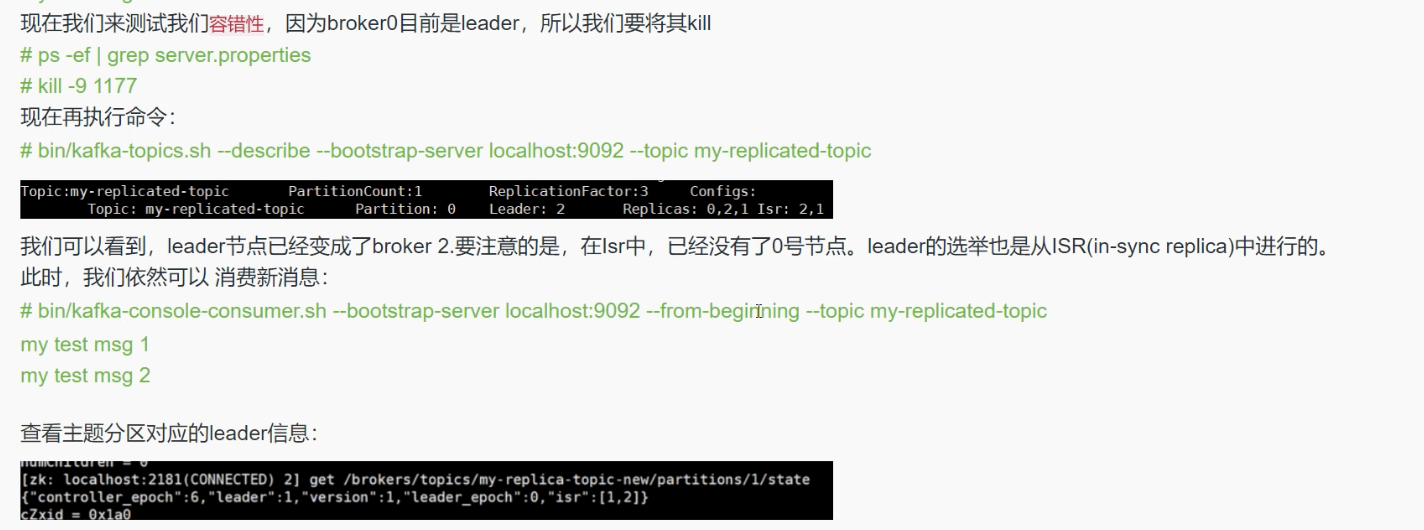 现在我们来测试我们容错性，因为broker0目前是leader，所以我们要将其kill
# ps -ef | grep server.properties
# kill -9 1177
现在再执行命令：
# bin/kafka-topics.sh --describe --bootstrap-server localhost:9092 --topic my-replicated-topic
Topic:my-replicated-topic PartitionCount:1 ReplicationFactor:3 Configs:
Topic: my-replicated-topic Partition: 0 Leader: 2 Replicas: 0,2,1 Isr: 2,1
我们可以看到，leader节点已经变成了broker 2.要注意的是，在Isr中，已经没有了0号节点。leader的选举也是从ISR(in-sync replica)中进行的。
此时，我们依然可以 消费新消息：
# bin/kafka-console-consumer.sh --bootstrap-server localhost:9092 --from-beginning --topic my-replicated-topic
my test msg 1
my test msg 2
查看主题分区对应的leader信息：
numChildren = 0
[zk: localhost:2181(CONNECTED) 2] get /brokers/topics/my-replica-topic-new/partitions/1/state
{"controller_epoch":6,"leader":1,"version":1,"leader_epoch":0,"isr":[1,2]}
cZxid = 0x1a0